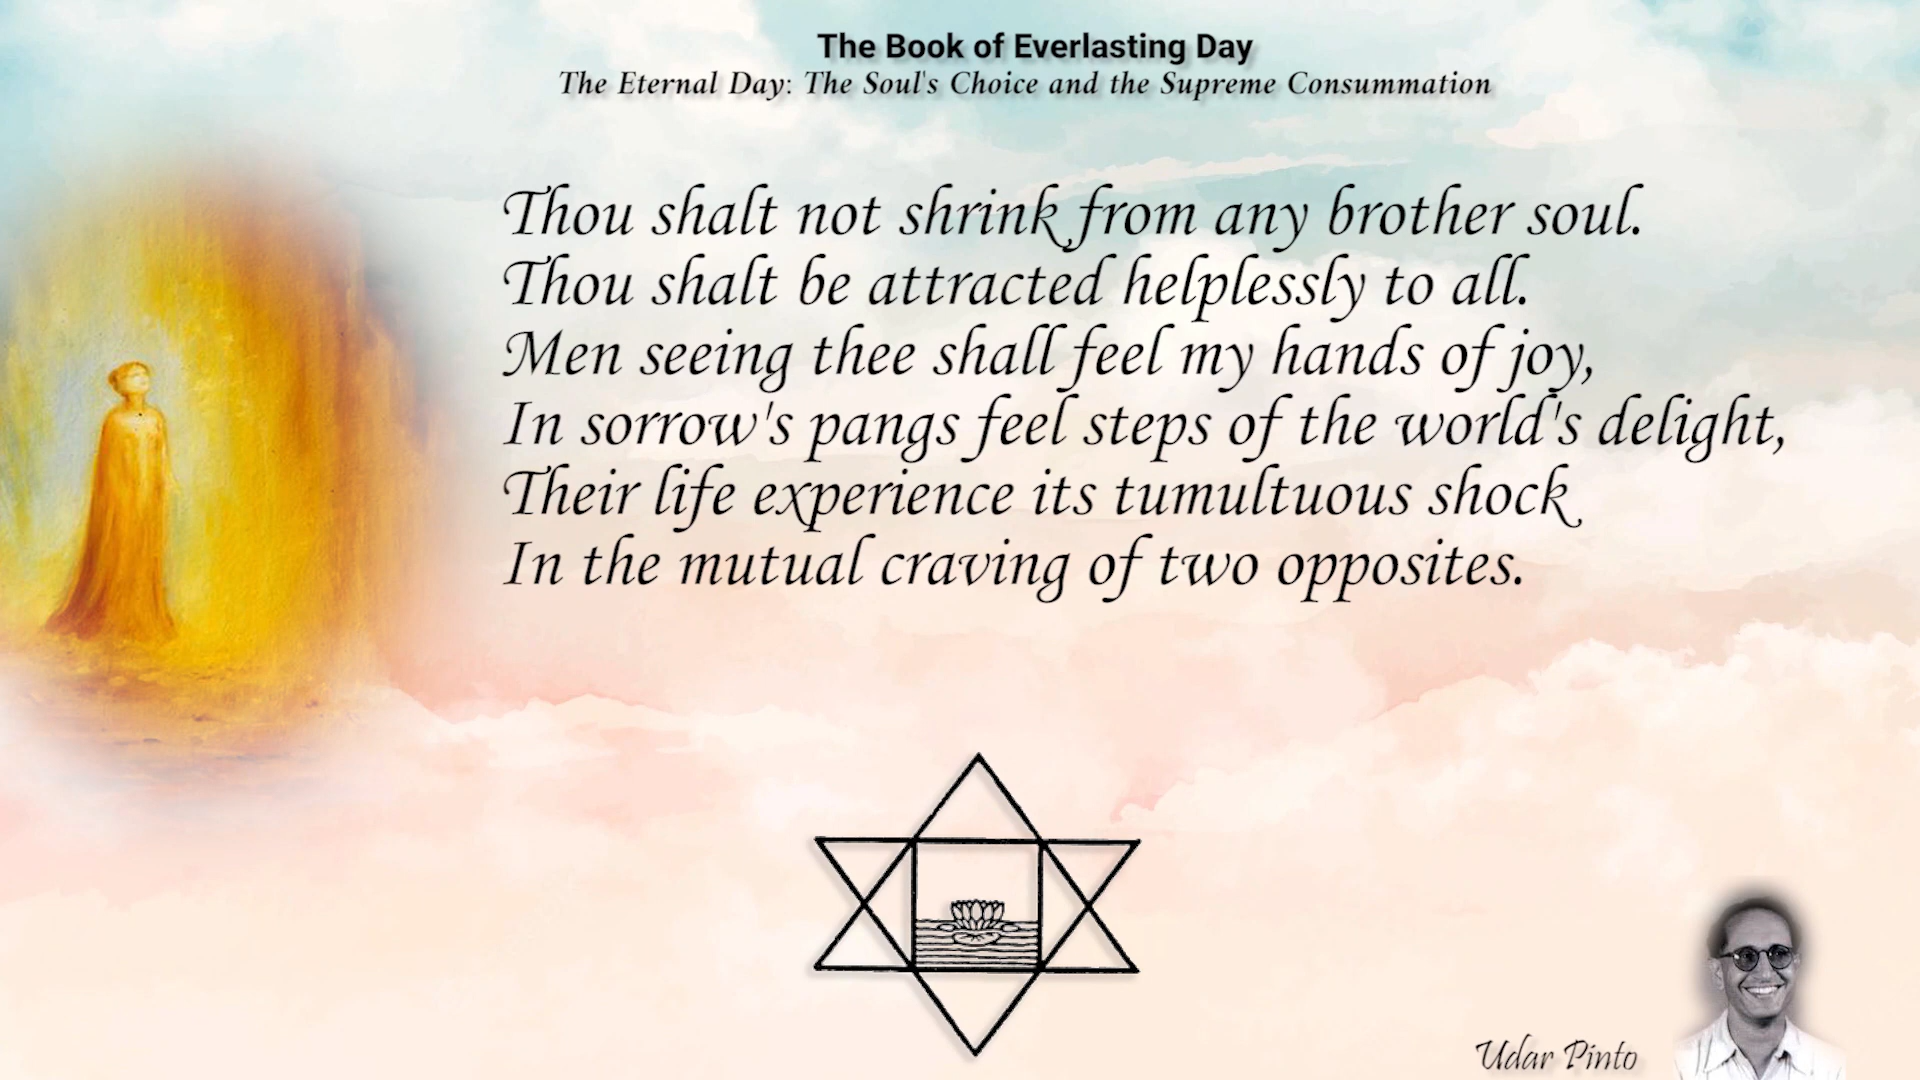 The Book of Everlasting Day
The Eternal Day: The Soul's Choice and the Supreme Consummation
Thou shalt not shrink from any brother soul.
Thou shalt be attracted helplessly to all.
Men seeing thee shall feel my hands of joy,
In sorrow's pangs feel steps of the world's delight,
Their life experience its tumultuous shock
In the mutual craving of two opposites.
Udar Pinto